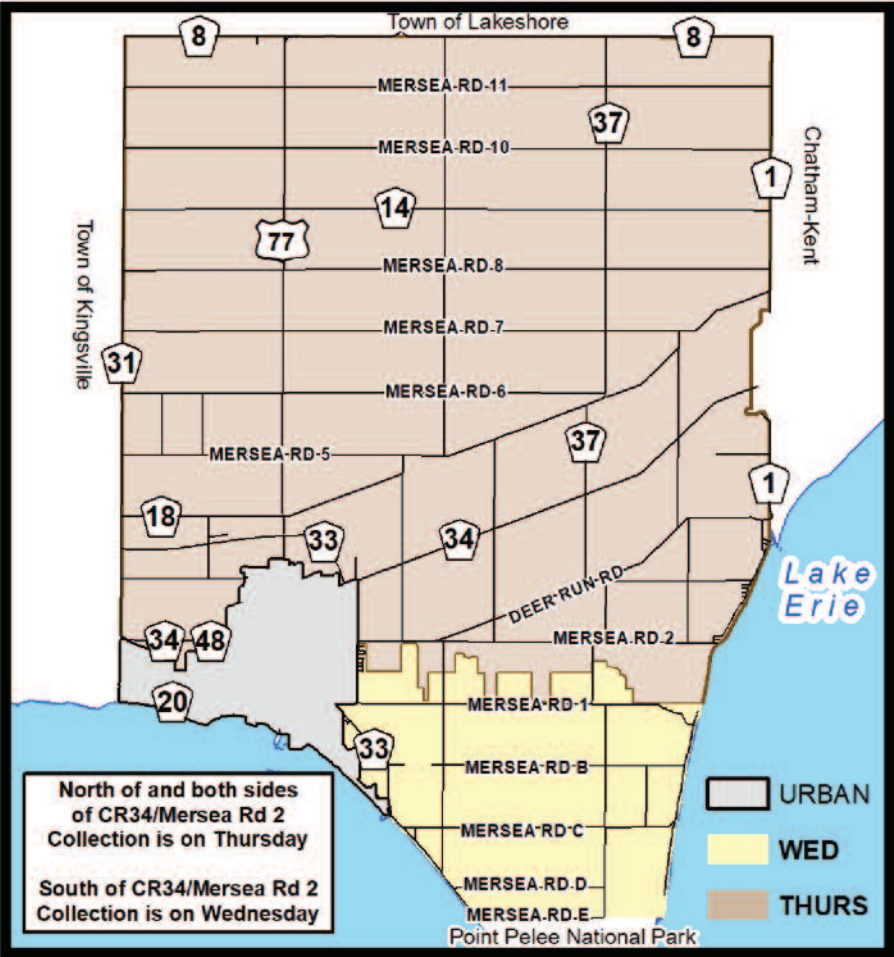 Town of Lakeshore
8
8
MERSEA RD 11
37
MERSEA RD 10
Chatham-Kent
1
14
77
Town of Kingsville
MERSEA RD 8
MERSEA RD 7
31
MERSEA RD 6
37
MERSEA RD 5
1
18
33
34
Lake
Erie
DEER RUN RD
34
48
MERSEA RD 2
20
MERSEA RD 1
33
MERSEA RD B
North of and both sides
of CR34/Mersea Rd 2
Collection is on Thursday
South of CR34/Mersea Rd 2
Collection is on Wednesday
MERSEA RD C
MERSEA RD D
MERSEA RD E
Point Pelee National Park
URBAN
WED
THURS